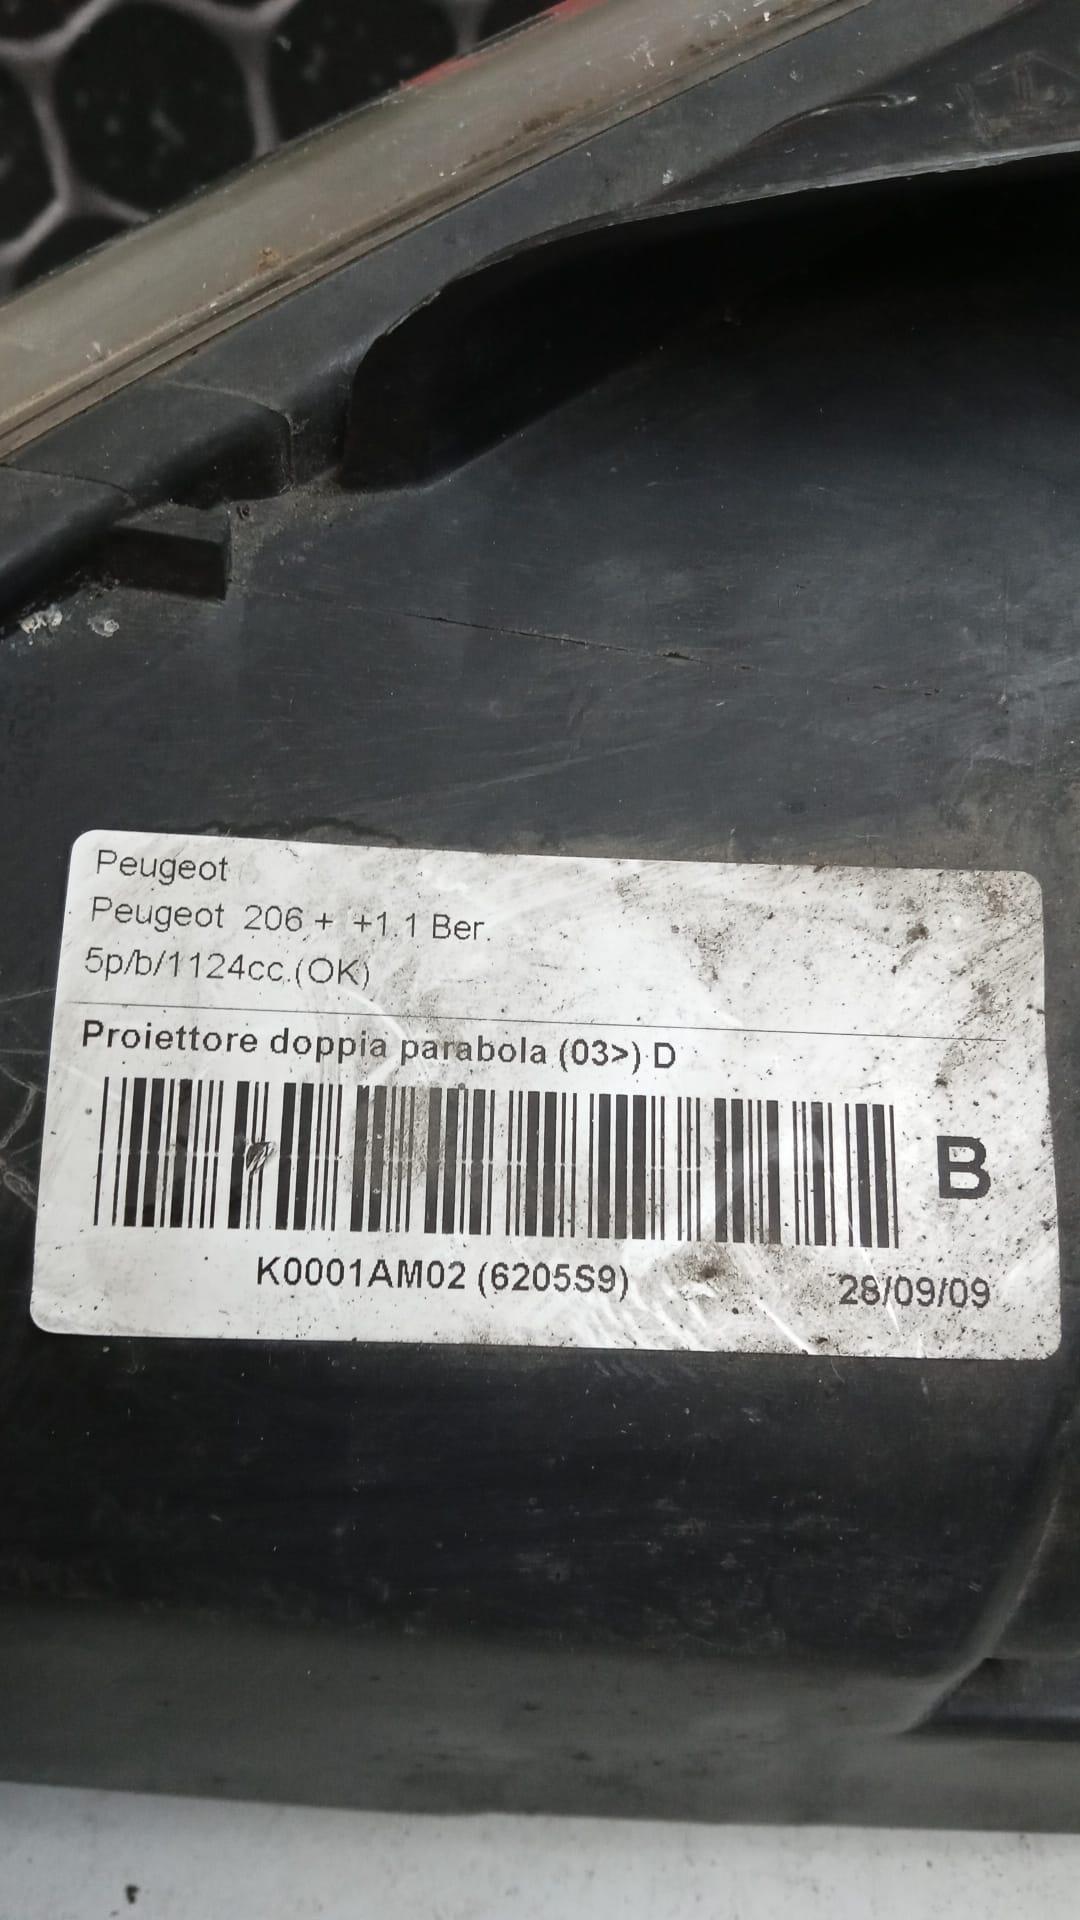 Peugeot
Peugeot 206 + +1.1 Ber.
5p/b/1124cc.(OK)
Proiettore doppia parabola (03>) D
B
K0001AM02 (6205S9)
28/09/09